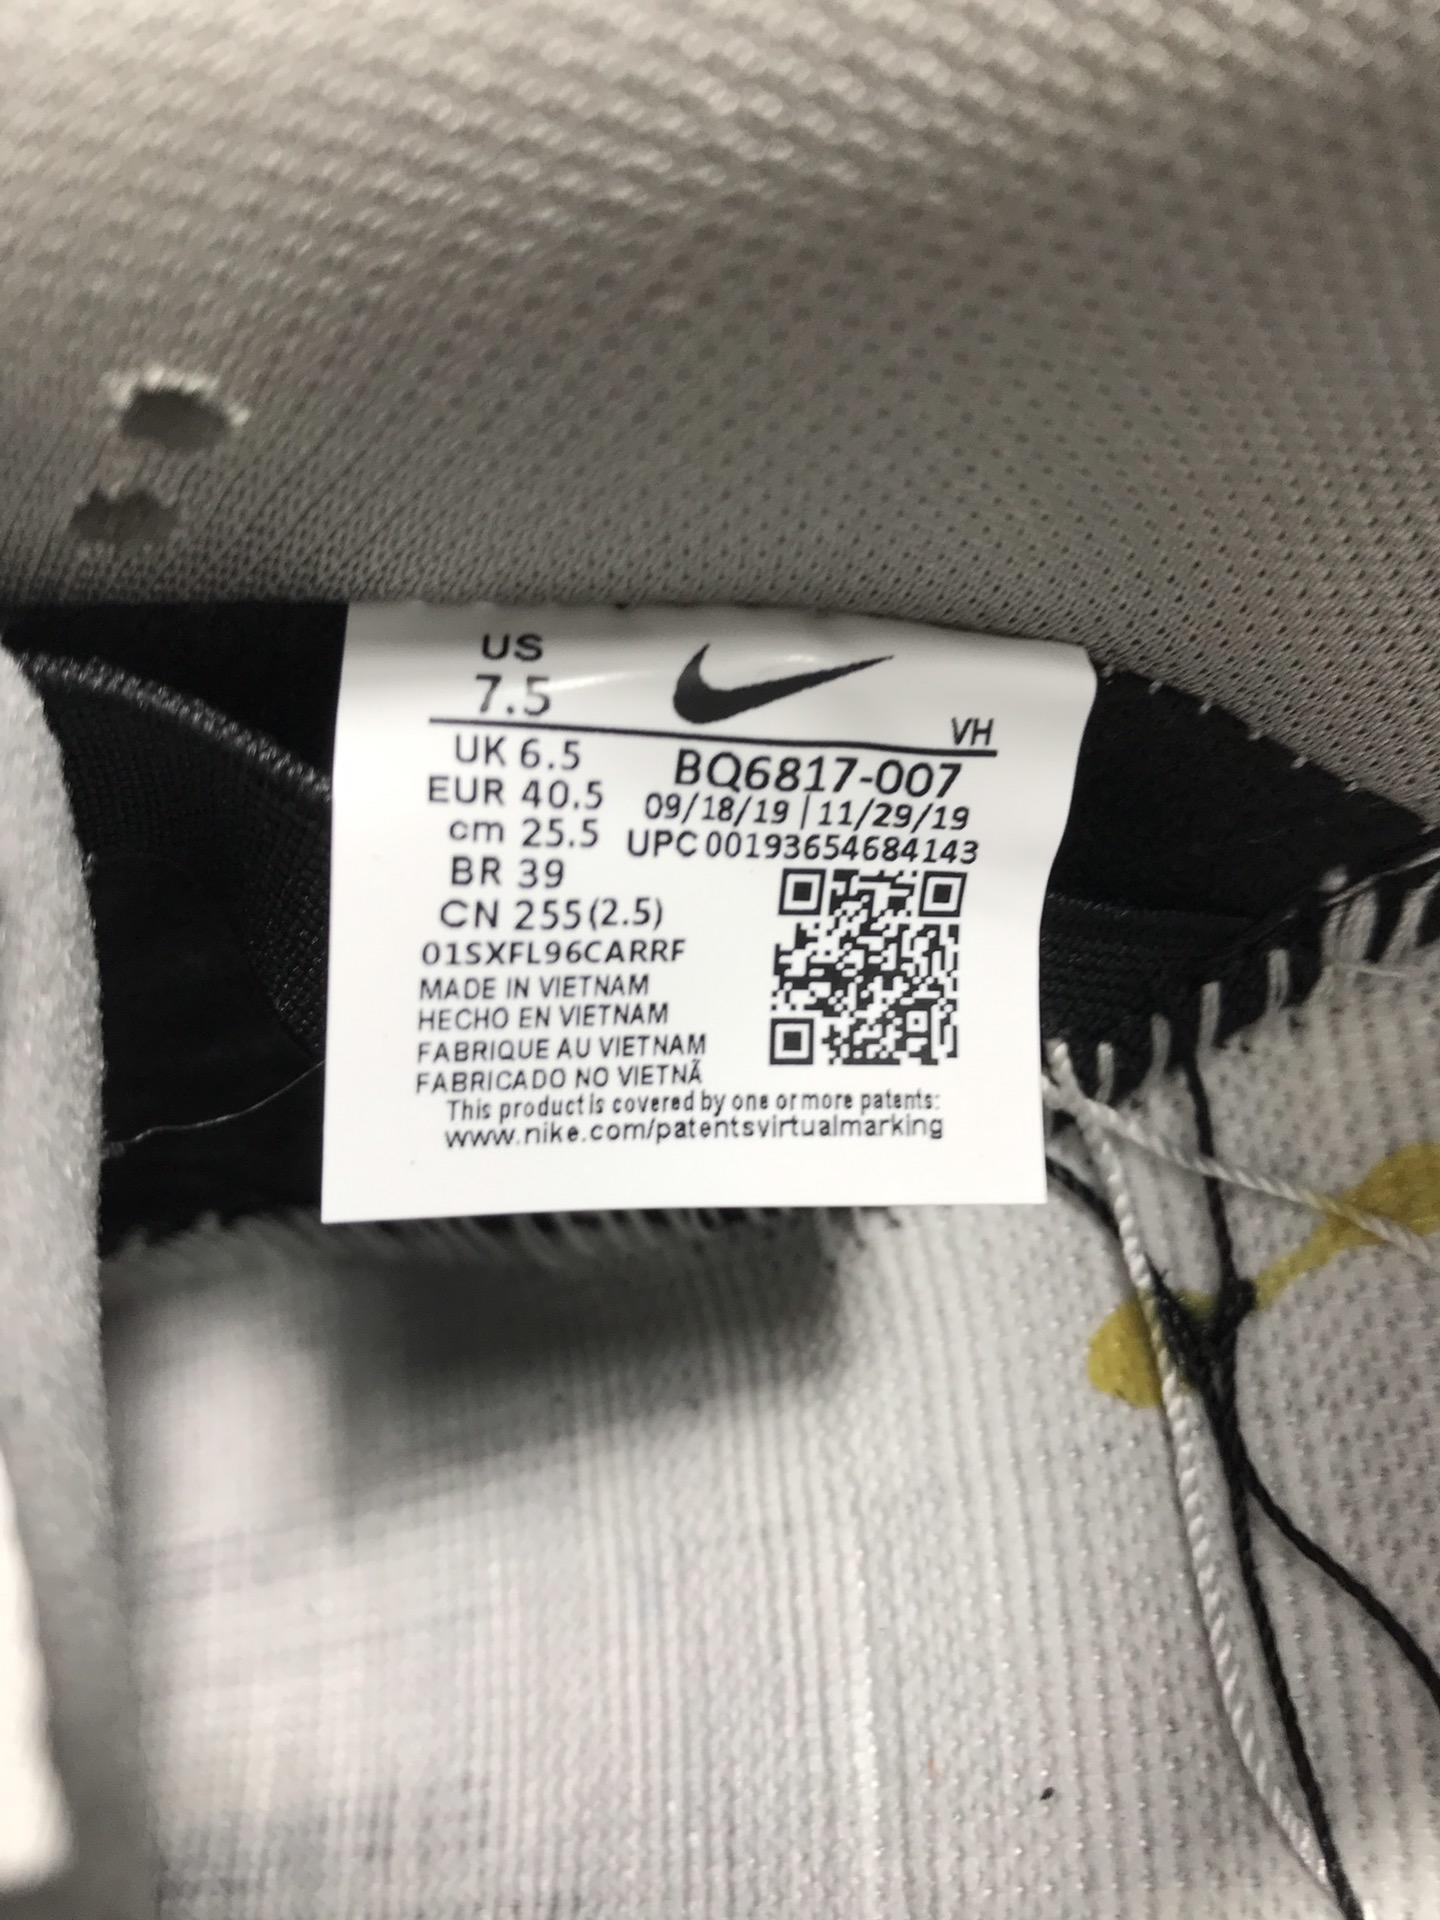 US
7.5
VH
UK 6.5
EUR 40.5
cm 25.5
BR 39
CN 255(2.5)
BQ6817-007
09/18/19 | 11/29/19
UPC 00193654684143
01SXFL96CARRF
MADE IN VIETNAM
HECHO EN VIETNAM
FABRIQUE AU VIETNAM
FABRICADO NO VIETNÃ
This product is covered by one or more patents:
www.nike.com/patentsvirtualmarking